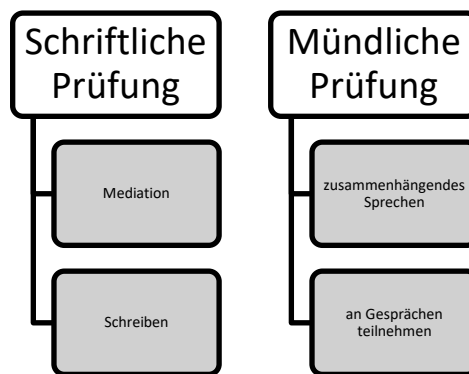 Schriftliche
Prüfung
Mediation
Schreiben
Mündliche
Prüfung
zusammenhängendes
Sprechen
an Gesprächen
teilnehmen